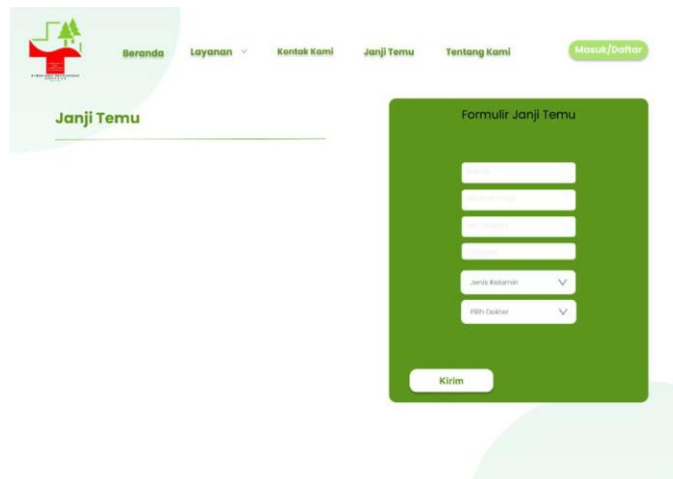 Beranda
Layanan
Kontak Kami
Janji Temu
Tentang Kami
Masuk/Daftar
Janji Temu
Formulir Janji Temu
Jenis Kelamin
Pilih Dokter
Kirim